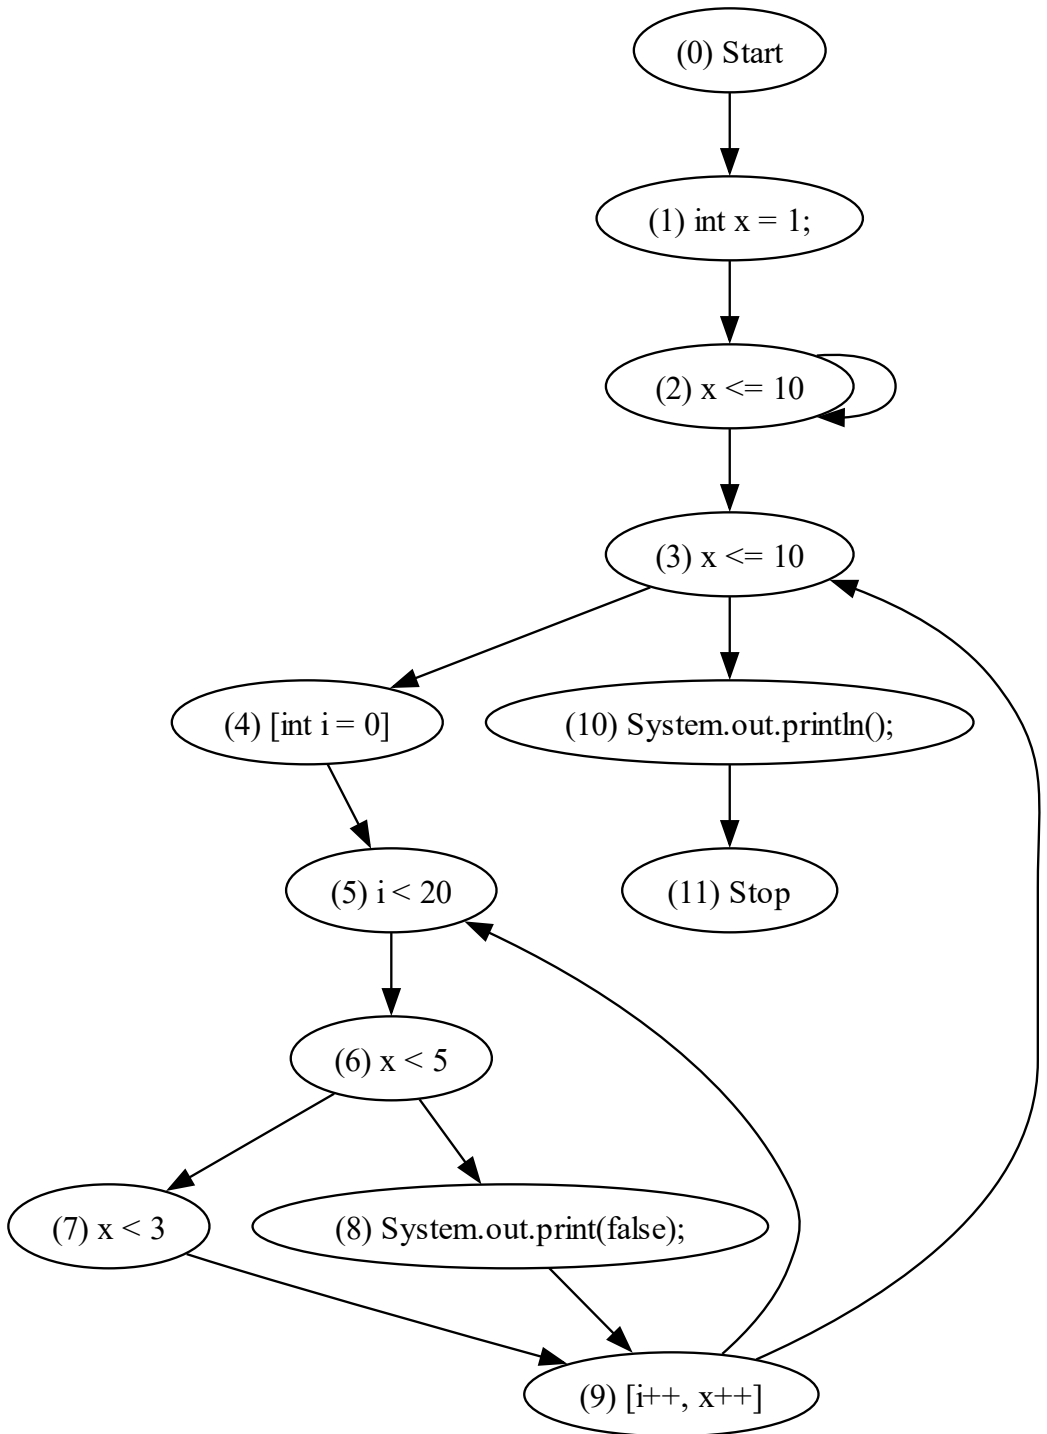 (0) Start
(1) int x = 1;
(2) x <= 10
(3) x <= 10
(4) [int i = 0]
(10) System.out.println();
(5) i < 20
(11) Stop
(6) x < 5
(7) x < 3
(8) System.out.print(false);
(9) [i++, x++]